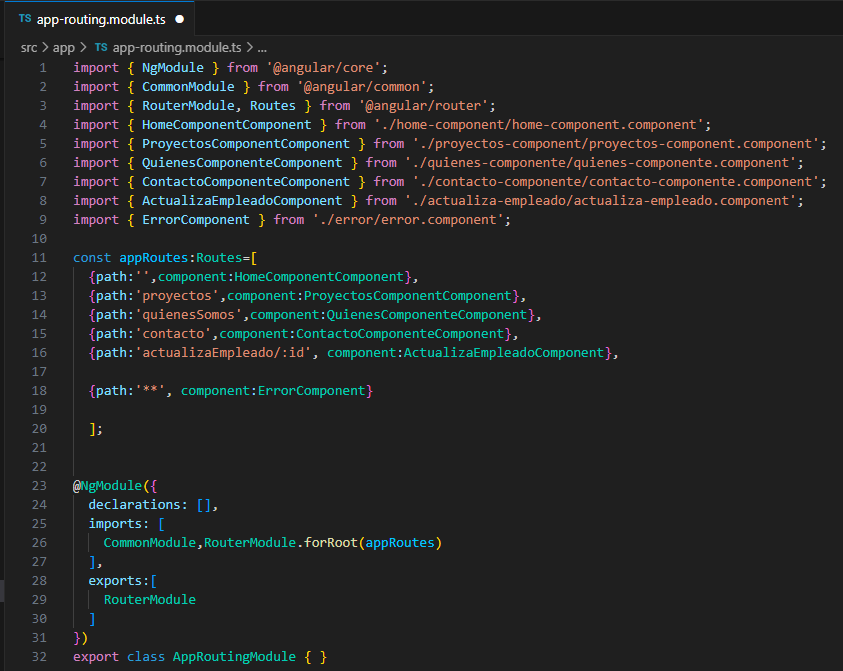 TS app-routing.module.ts ●
src > app > TS app-routing.module.ts > ...
1 import { NgModule } from '@angular/core';
2 import { CommonModule } from '@angular/common';
3 import { RouterModule, Routes } from '@angular/router';
4 import { HomeComponentComponent } from './home-component/home-component.component';
5 import { ProyectosComponentComponent } from './proyectos-component/proyectos-component.component';
6 import { QuienesComponenteComponent } from './quienes-componente/quienes-componente.component';
7 import { ContactoComponenteComponent } from './contacto-componente/contacto-componente.component';
8 import { ActualizaEmpleadoComponent } from './actualiza-empleado/actualiza-empleado.component';
9 import { ErrorComponent } from './error/error.component';
10
11 const appRoutes:Routes=[
12 {path:'',component:HomeComponentComponent},
13 {path:'proyectos',component:ProyectosComponentComponent},
14 {path:'quienesSomos',component:QuienesComponenteComponent},
15 {path:'contacto',component:ContactoComponenteComponent},
16 {path:'actualizaEmpleado/:id', component:ActualizaEmpleadoComponent},
17
18 {path:'**', component:ErrorComponent}
19
20 ];
21
22
23 @NgModule({
24 declarations: [],
25 imports: [
26 CommonModule,RouterModule.forRoot(appRoutes)
27 ],
28 exports:[
29 RouterModule
30 ]
31 })
32 export class AppRoutingModule { }